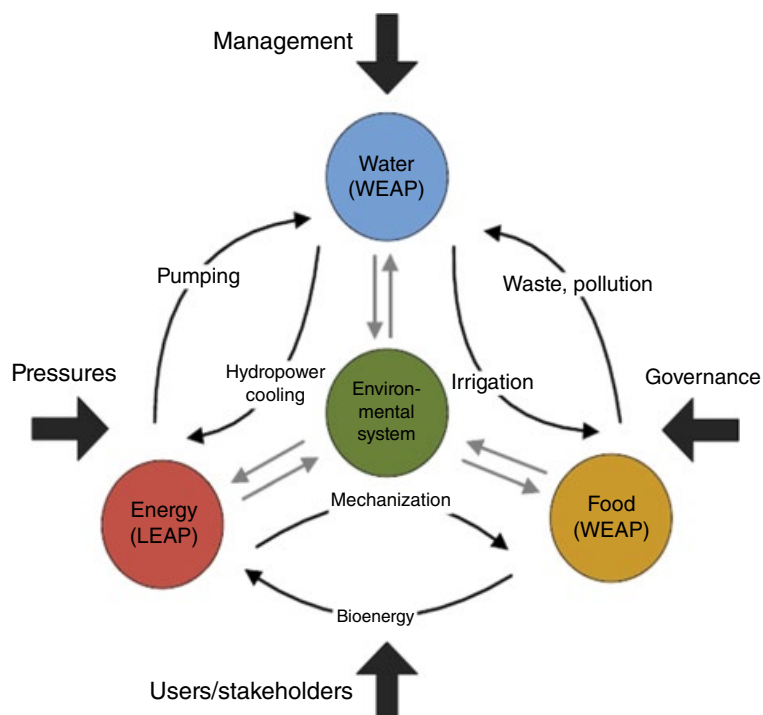 Management
Water
(WEAP)
Pumping
Waste, pollution
Hydropower
cooling
Irrigation
Pressures
Governance
Environ-
mental
system
Energy
(LEAP)
Mechanization
Food
(WEAP)
Bioenergy
Users/stakeholders